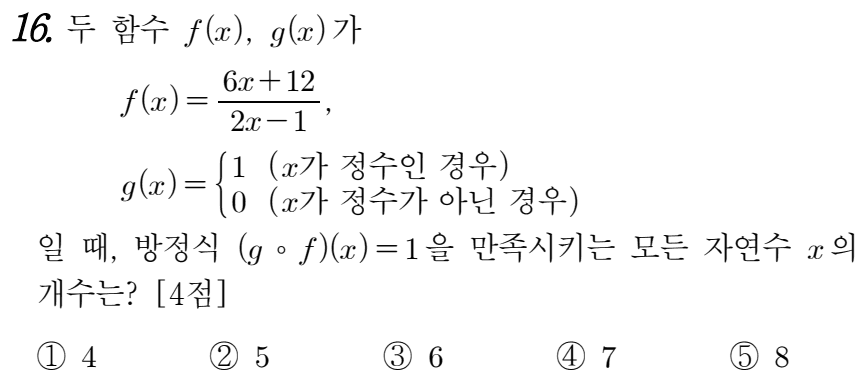 16. 두 함수 f(x), g(x)가
f(x) = \frac{6x+12}{2x-1},
g(x) = { 1 (x가 정수인 경우)
0 (x가 정수가 아닌 경우)
일 때, 방정식 (g ∘ f)(x) = 1을 만족시키는 모든 자연수 x의
개수는? [4점]
① 4 ② 5 ③ 6 ④ 7 ⑤ 8